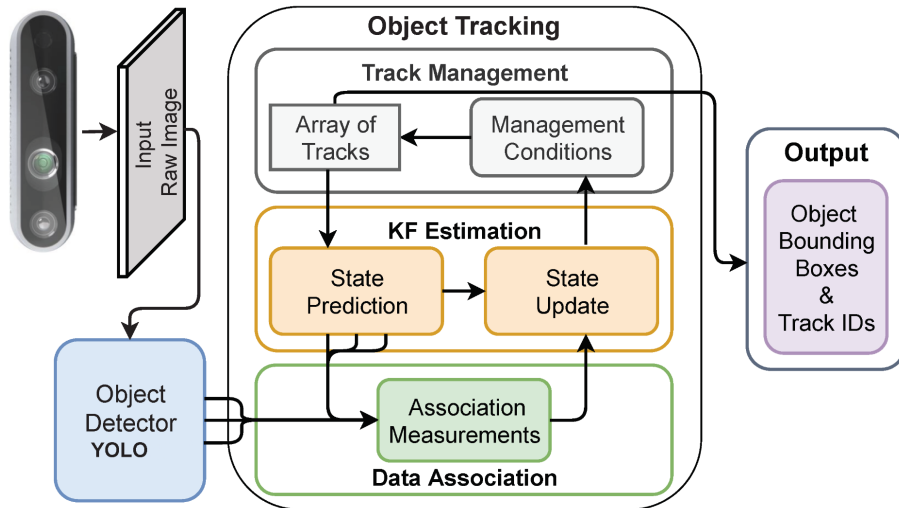 Object Tracking
Track Management
Input
Raw Image
Array of
Tracks
Management
Conditions
Output
Object
Bounding
Boxes
&
Track IDs
KF Estimation
State
Prediction
State
Update
Object
Detector
YOLO
Association
Measurements
Data Association